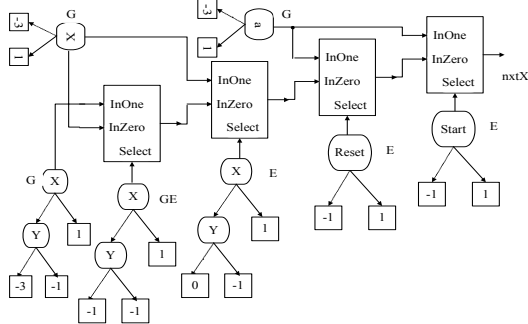 G
-3
X
1
-3
a
G
1
InOne
InZero
Select
nxtX
InOne
InZero
Select
InOne
InZero
Select
InOne
InZero
Select
Start
E
Reset
E
X
E
G
X
X
GE
-1
1
Y
1
Y
1
Y
1
-1
1
-3
-1
-1
-1
0
-1